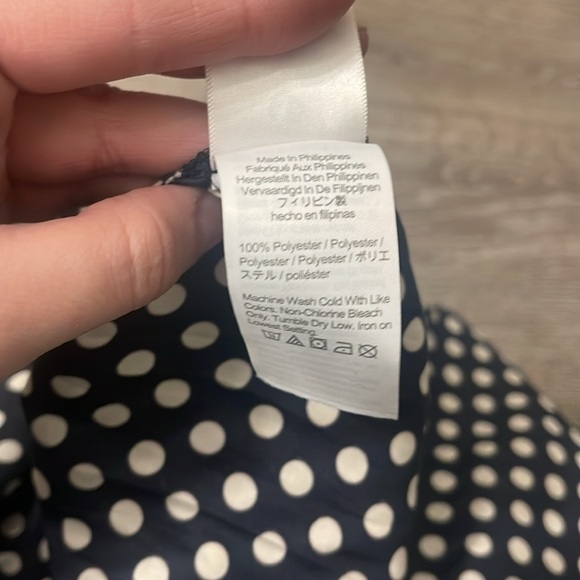 Made In Philippines
Fabriqué Aux Philippines
Hergestellt In Den Philippinen
Vervaardigd In De Filippijnen
フィリピン製
hecho en filipinas
100% Polyester / Polyester /
Polyester / Polyester / ポリエ
ステル / poliéster
Machine Wash Cold With Like
Colors. Non-Chlorine Bleach
Only. Tumble Dry Low. Iron on
Lowest Setting.